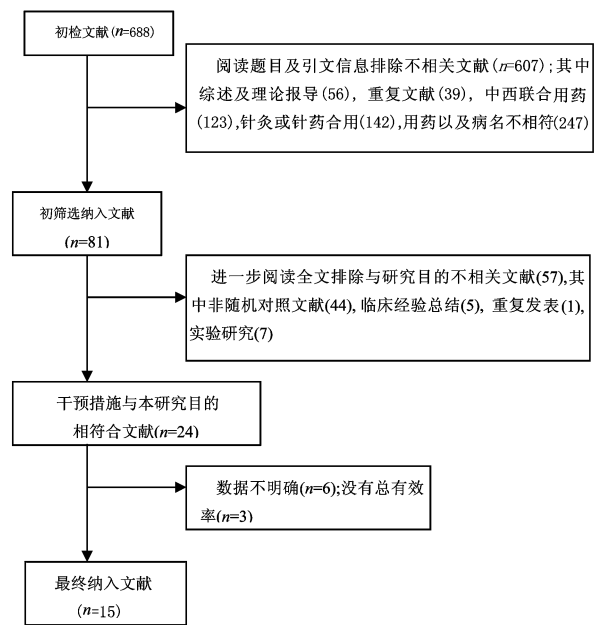 初检文献(n=688)
阅读题目及引文信息排除不相关文献(n=607);其中
综述及理论报导(56), 重复文献(39), 中西联合用药
(123),针灸或针药合用(142),用药以及病名不相符(247)
初筛选纳入文献
(n=81)
进一步阅读全文排除与研究目的不相关文献(57),其
中非随机对照文献(44), 临床经验总结(5), 重复发表(1),
实验研究(7)
干预措施与本研究目的
相符合文献(n=24)
数据不明确(n=6);没有总有效
率(n=3)
最终纳入文献
(n=15)